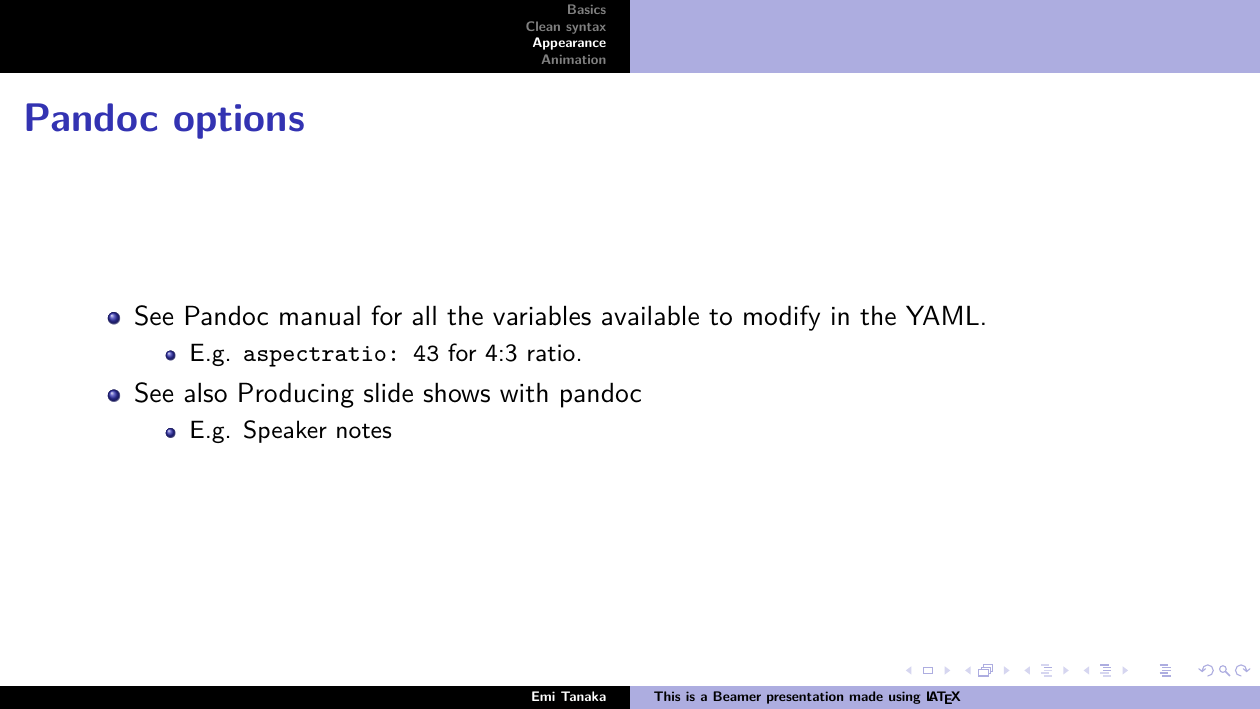 Basics
Clean syntax
Appearance
Animation
Pandoc options
See Pandoc manual for all the variables available to modify in the YAML.
E.g. aspectratio: 43 for 4:3 ratio.
See also Producing slide shows with pandoc
E.g. Speaker notes
Emi Tanaka
This is a Beamer presentation made using LATEX